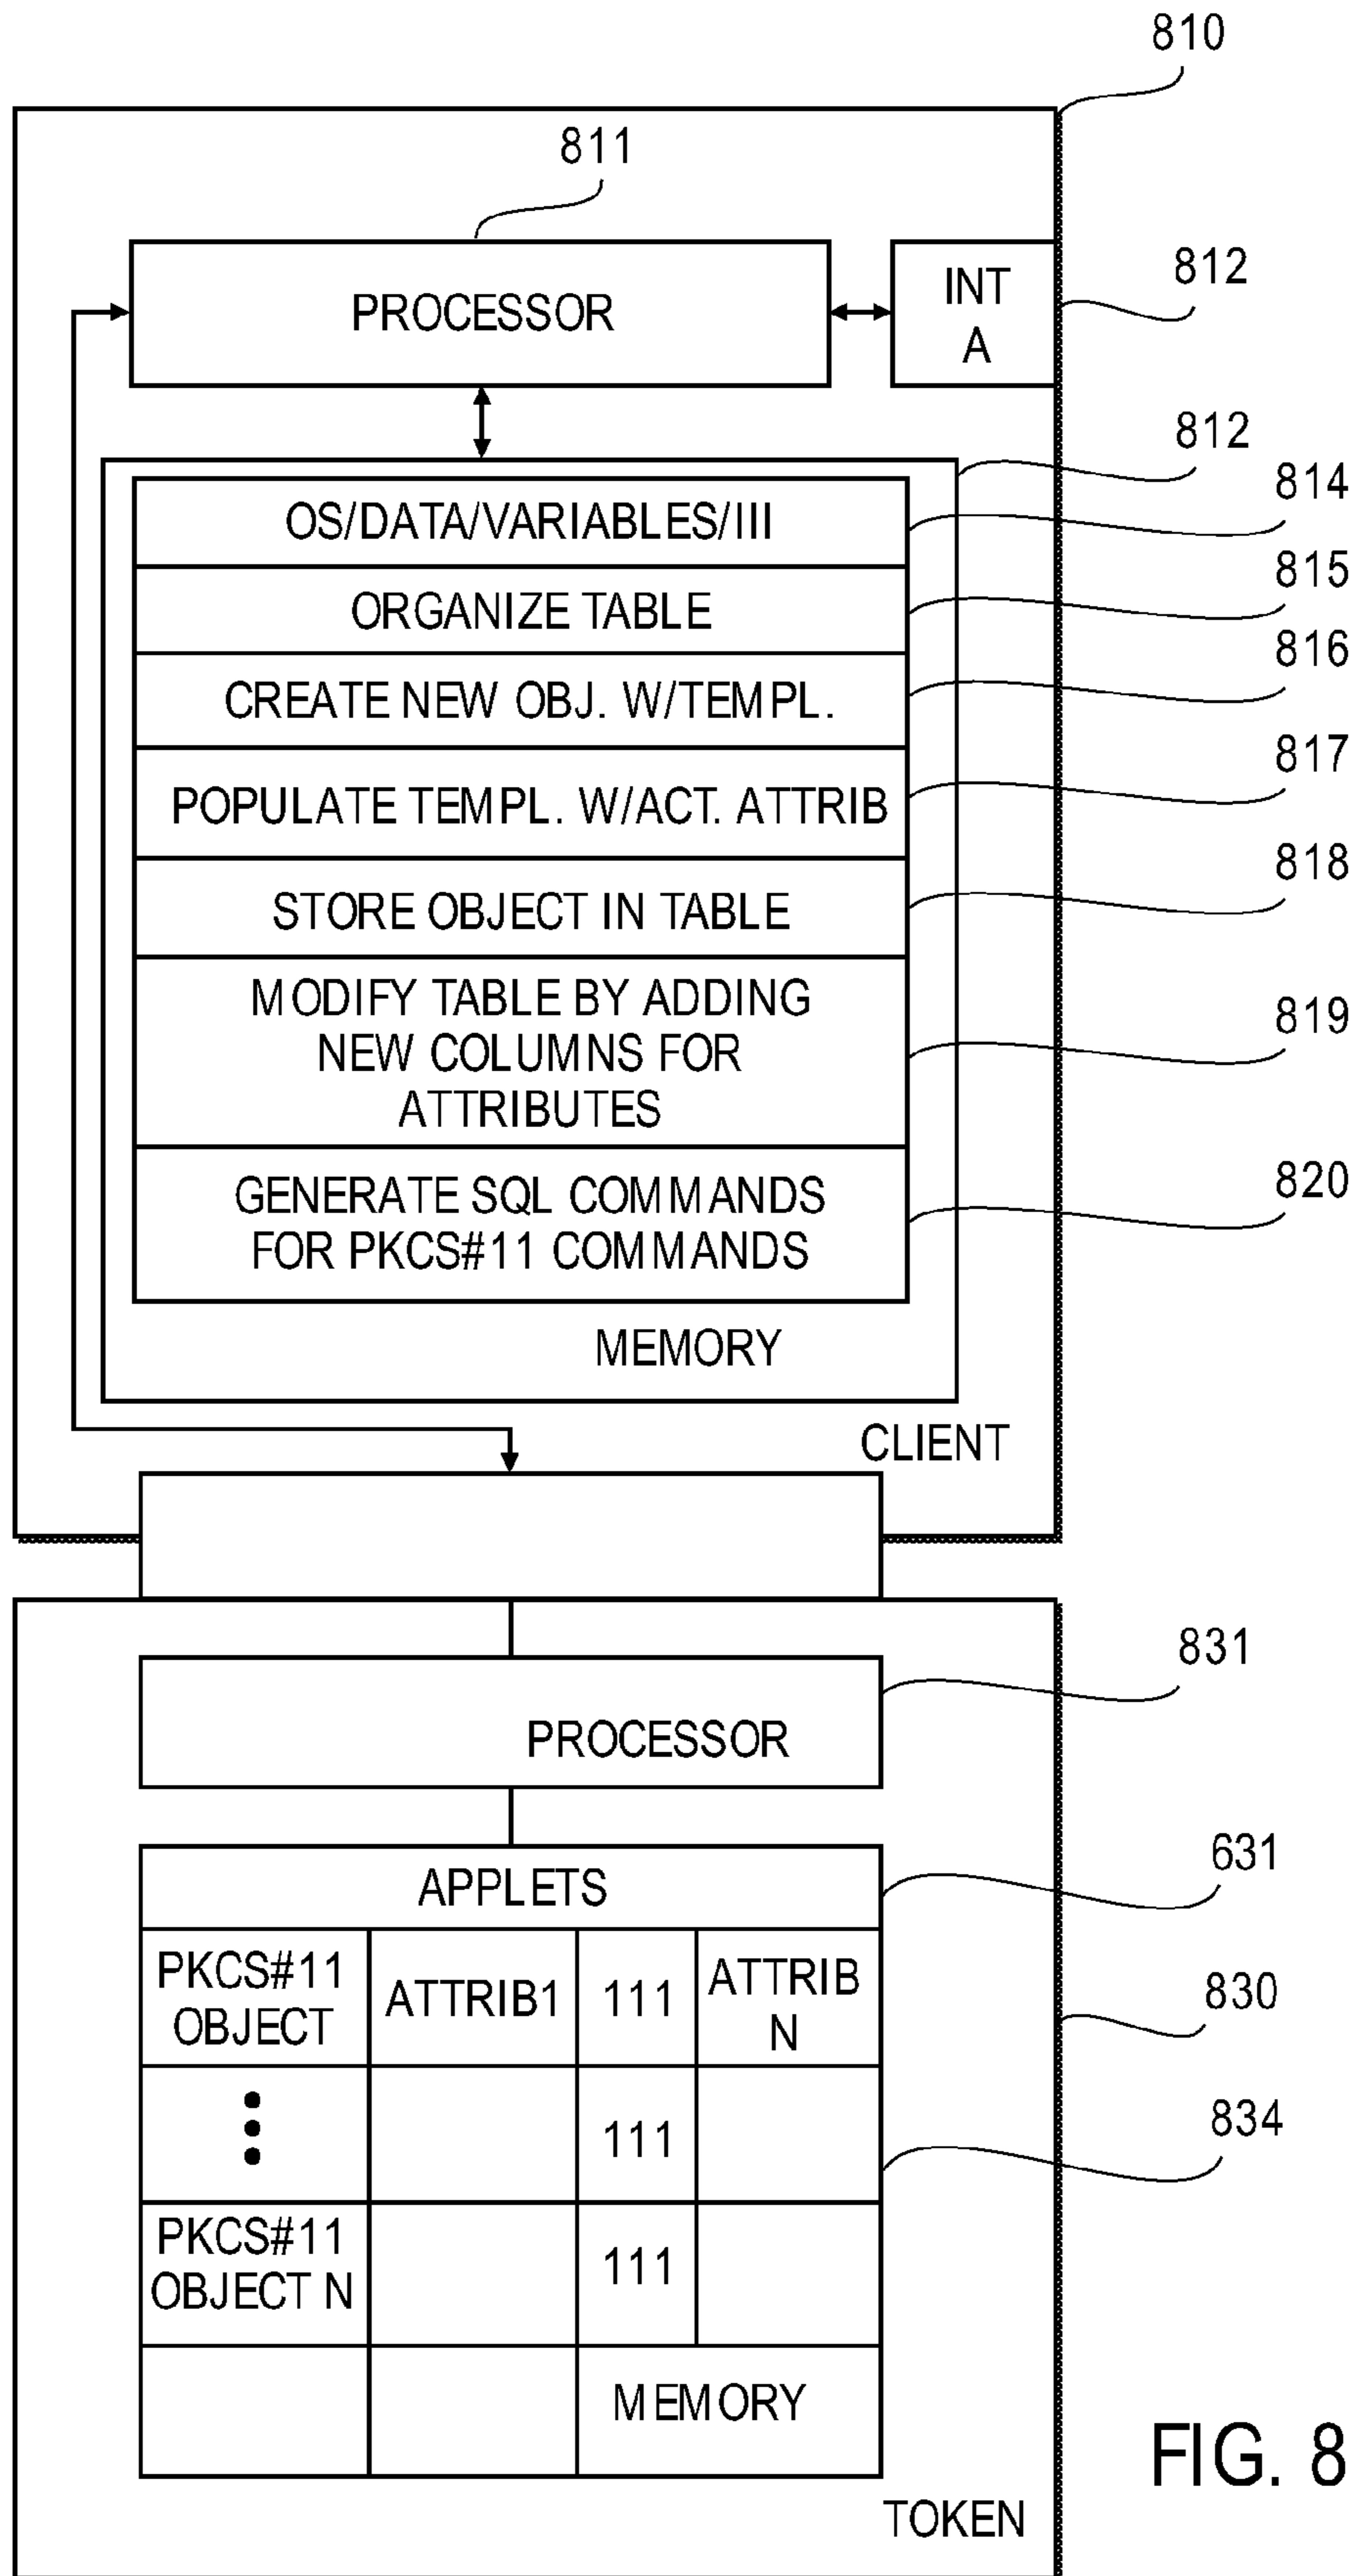 810
811
PROCESSOR
INT
A
812
812
OS/DATA/VARIABLES/III
814
ORGANIZE TABLE
815
CREATE NEW OBJ. W/TEMPL.
816
POPULATE TEMPL. W/ACT. ATTRIB
817
STORE OBJECT IN TABLE
818
MODIFY TABLE BY ADDING
NEW COLUMNS FOR
ATTRIBUTES
819
GENERATE SQL COMMANDS
FOR PKCS#11 COMMANDS
820
MEMORY
CLIENT
PROCESSOR
831
APPLETS
631
PKCS#11
OBJECT
ATTRIB1
111
ATTRIB
N
830
111
834
PKCS#11
OBJECT N
111
MEMORY
TOKEN
FIG. 8